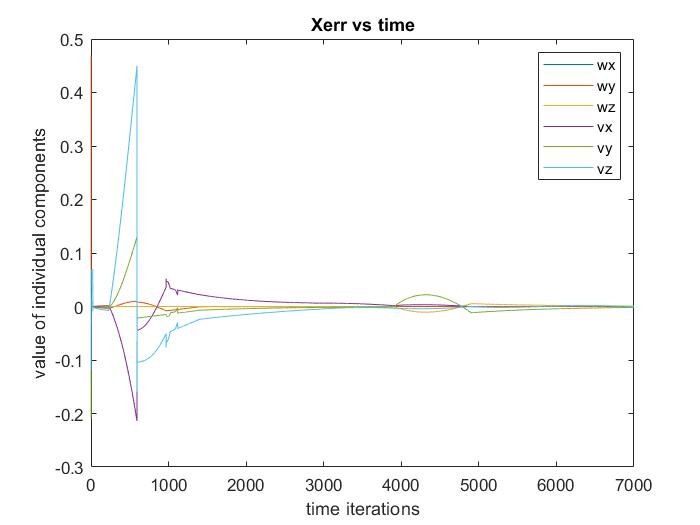 Xerr vs time
0.5
0.4
0.3
0.2
0.1
0
-0.1
-0.2
-0.3
value of individual components
wx
wy
wz
vx
vy
vz
0 1000 2000 3000 4000 5000 6000 7000
time iterations